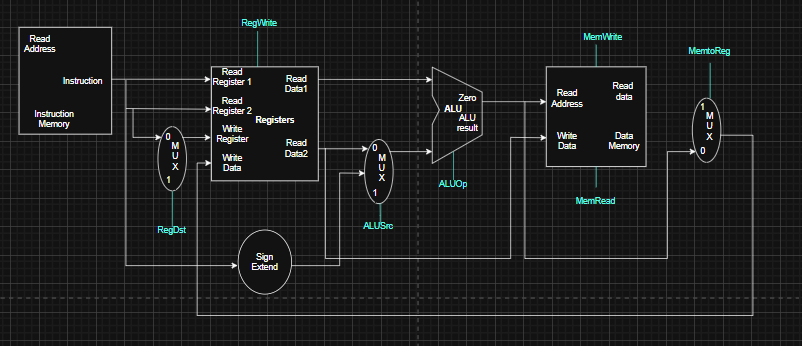 RegWrite
MemWrite
MemtoReg
Read
Address
Instruction
Instruction
Memory
Read
Register 1
Read
Data1
Read
Register 2
Registers
Write
Register
Read
Data2
Write
Data
0
M
U
X
1
RegDst
0
M
U
X
1
ALUSrc
Sign
Extend
Zero
ALU
ALU
result
ALUOp
Read
Address
Read
data
Write
Data
Data
Memory
MemRead
1
M
U
X
0